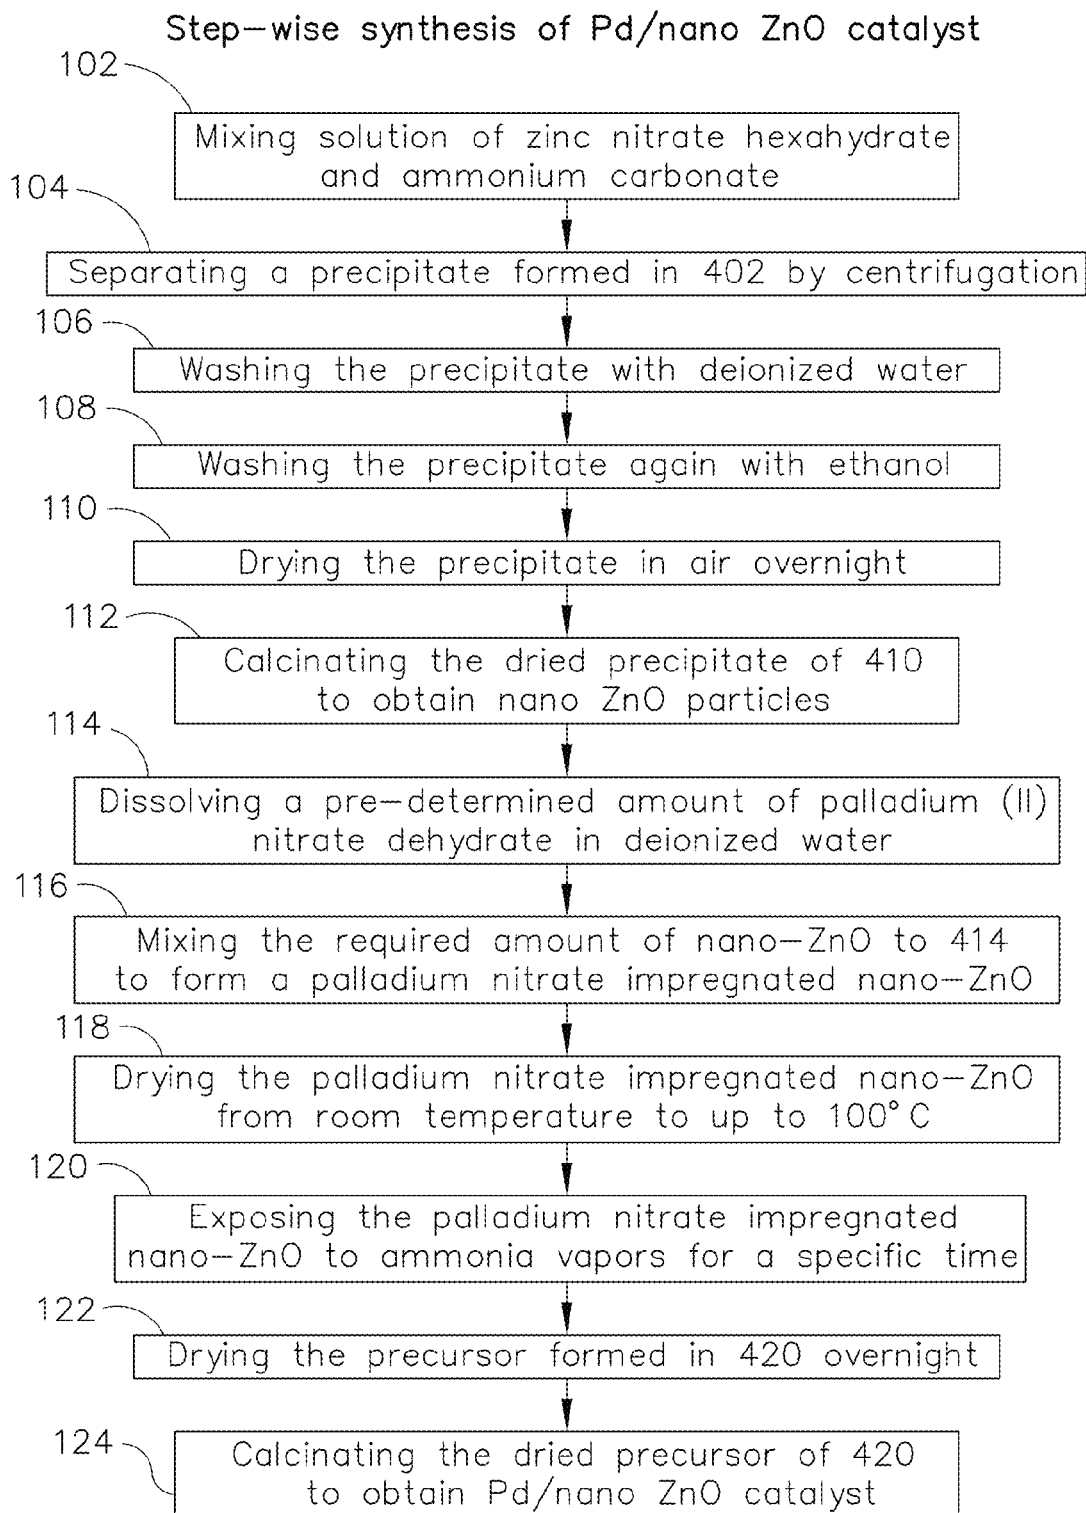 Step-wise synthesis of Pd/nano ZnO catalyst
102
Mixing solution of zinc nitrate hexahydrate
and ammonium carbonate
104
Separating a precipitate formed in 402 by centrifugation
106
Washing the precipitate with deionized water
108
Washing the precipitate again with ethanol
110
Drying the precipitate in air overnight
112
Calcinating the dried precipitate of 410
to obtain nano ZnO particles
114
Dissolving a pre-determined amount of palladium (II)
nitrate dehydrate in deionized water
116
Mixing the required amount of nano-ZnO to 414
to form a palladium nitrate impregnated nano-ZnO
118
Drying the palladium nitrate impregnated nano-ZnO
from room temperature to up to 100°C
120
Exposing the palladium nitrate impregnated
nano-ZnO to ammonia vapors for a specific time
122
Drying the precursor formed in 420 overnight
124
Calcinating the dried precursor of 420
to obtain Pd/nano ZnO catalyst